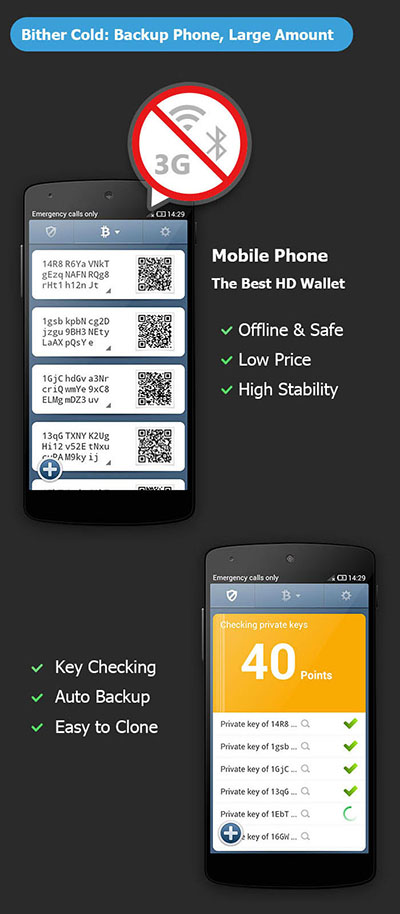 Bither Cold: Backup Phone, Large Amount
3G
Emergency calls only 14:29
14R8 R6Ya VNkT
gEzq NAFN RQg8
rHt1 h12n Jt
1gsb kpbN cg2D
jzgu 9BH3 NEty
LaAX pQsY e
1GjC hdGv a3Nr
criQ wmYe 9xC8
ELMg mDZ3 uv
13qG TXNY K2Ug
Hi12 v52E tNxu
cuPA M9ky ij
Mobile Phone
The Best HD Wallet
Offline & Safe
Low Price
High Stability
Key Checking
Auto Backup
Easy to Clone
Emergency calls only 14:29
Checking private keys
40 Points
Private key of 14R8 ...
Private key of 1gsb ...
Private key of 1GjC ...
Private key of 13qG ...
Private key of 1EbT ...
key of 16GW ...